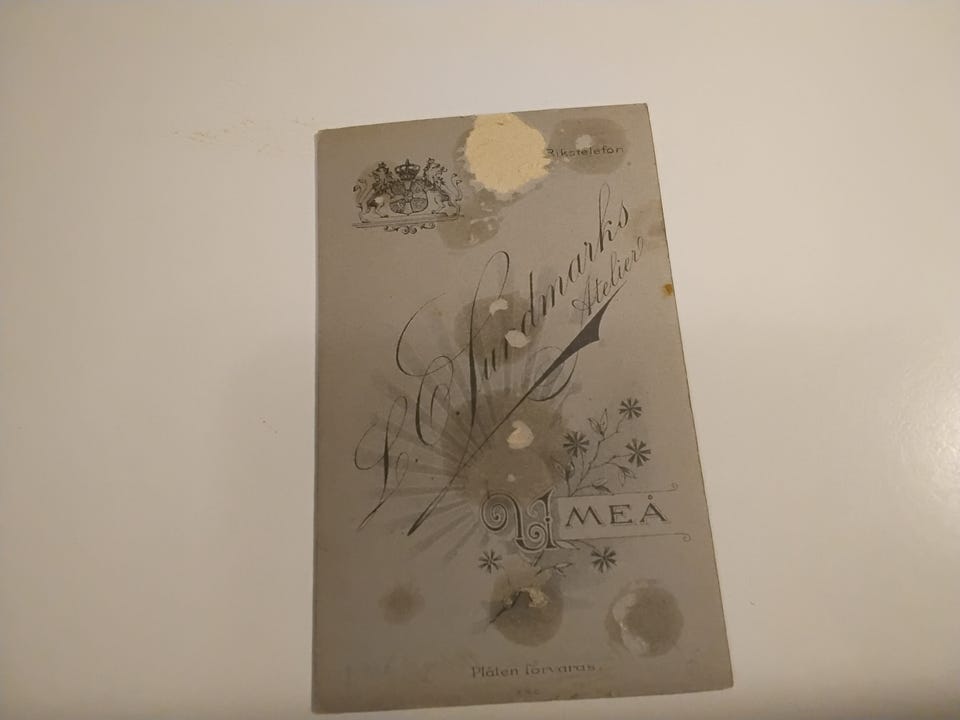 Rikstelefon
L. C. Sundmarks
Atelier
UMEÅ
Plåten förvaras.